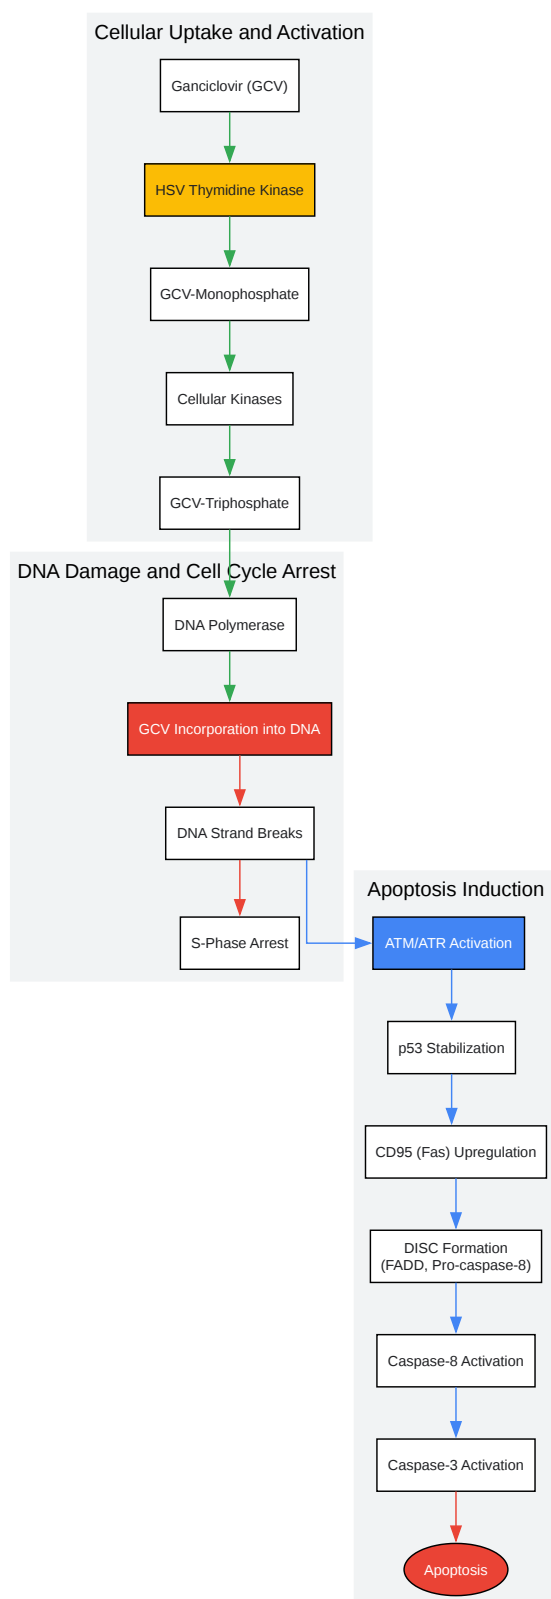 Cellular Uptake and Activation
Ganciclovir (GCV)
HSV Thymidine Kinase
GCV-Monophosphate
Cellular Kinases
GCV-Triphosphate
DNA Damage and Cell Cycle Arrest
DNA Polymerase
GCV Incorporation into DNA
DNA Strand Breaks
S-Phase Arrest
Apoptosis Induction
ATM/ATR Activation
p53 Stabilization
CD95 (Fas) Upregulation
DISC Formation
(FADD, Pro-caspase-8)
Caspase-8 Activation
Caspase-3 Activation
Apoptosis